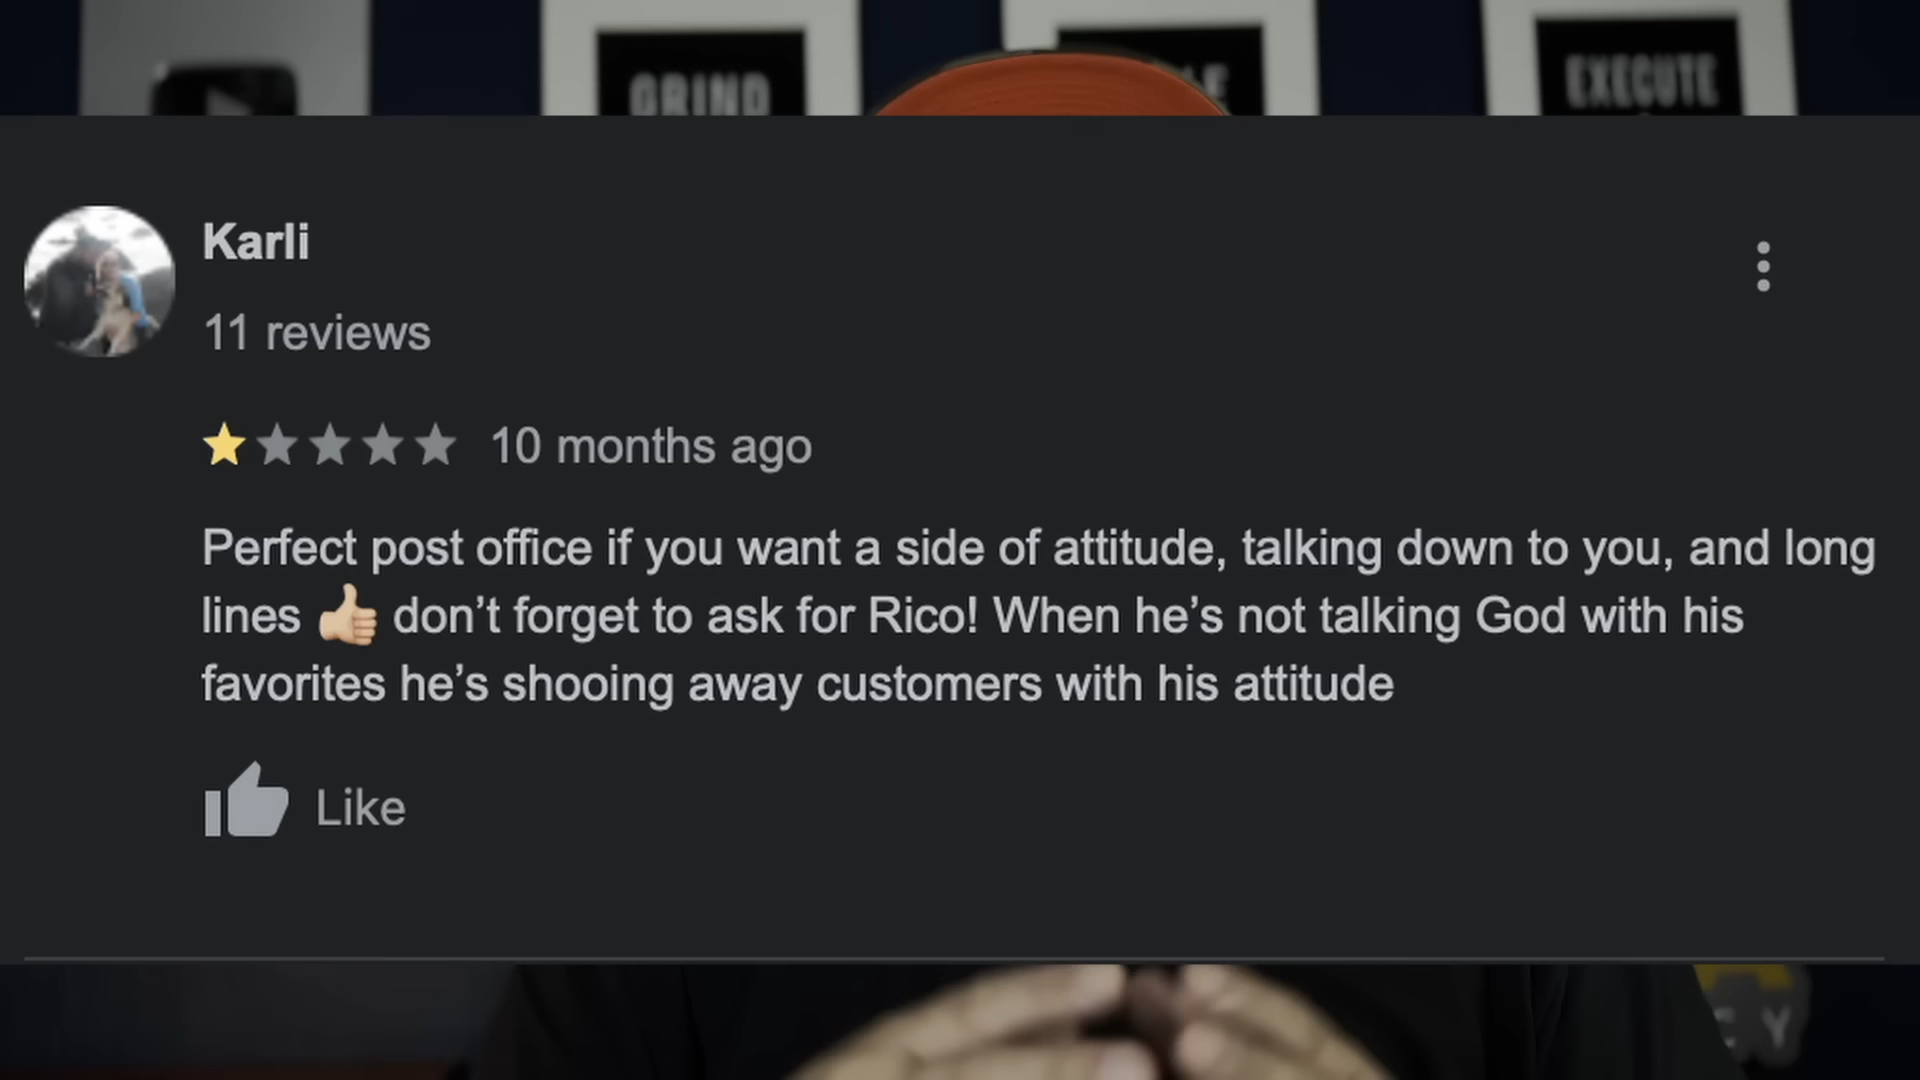 GRIND
EXECUTE
Karli
11 reviews
10 months ago
Perfect post office if you want a side of attitude, talking down to you, and long
lines 👍🏼 don’t forget to ask for Rico! When he’s not talking God with his
favorites he’s shooing away customers with his attitude
Like